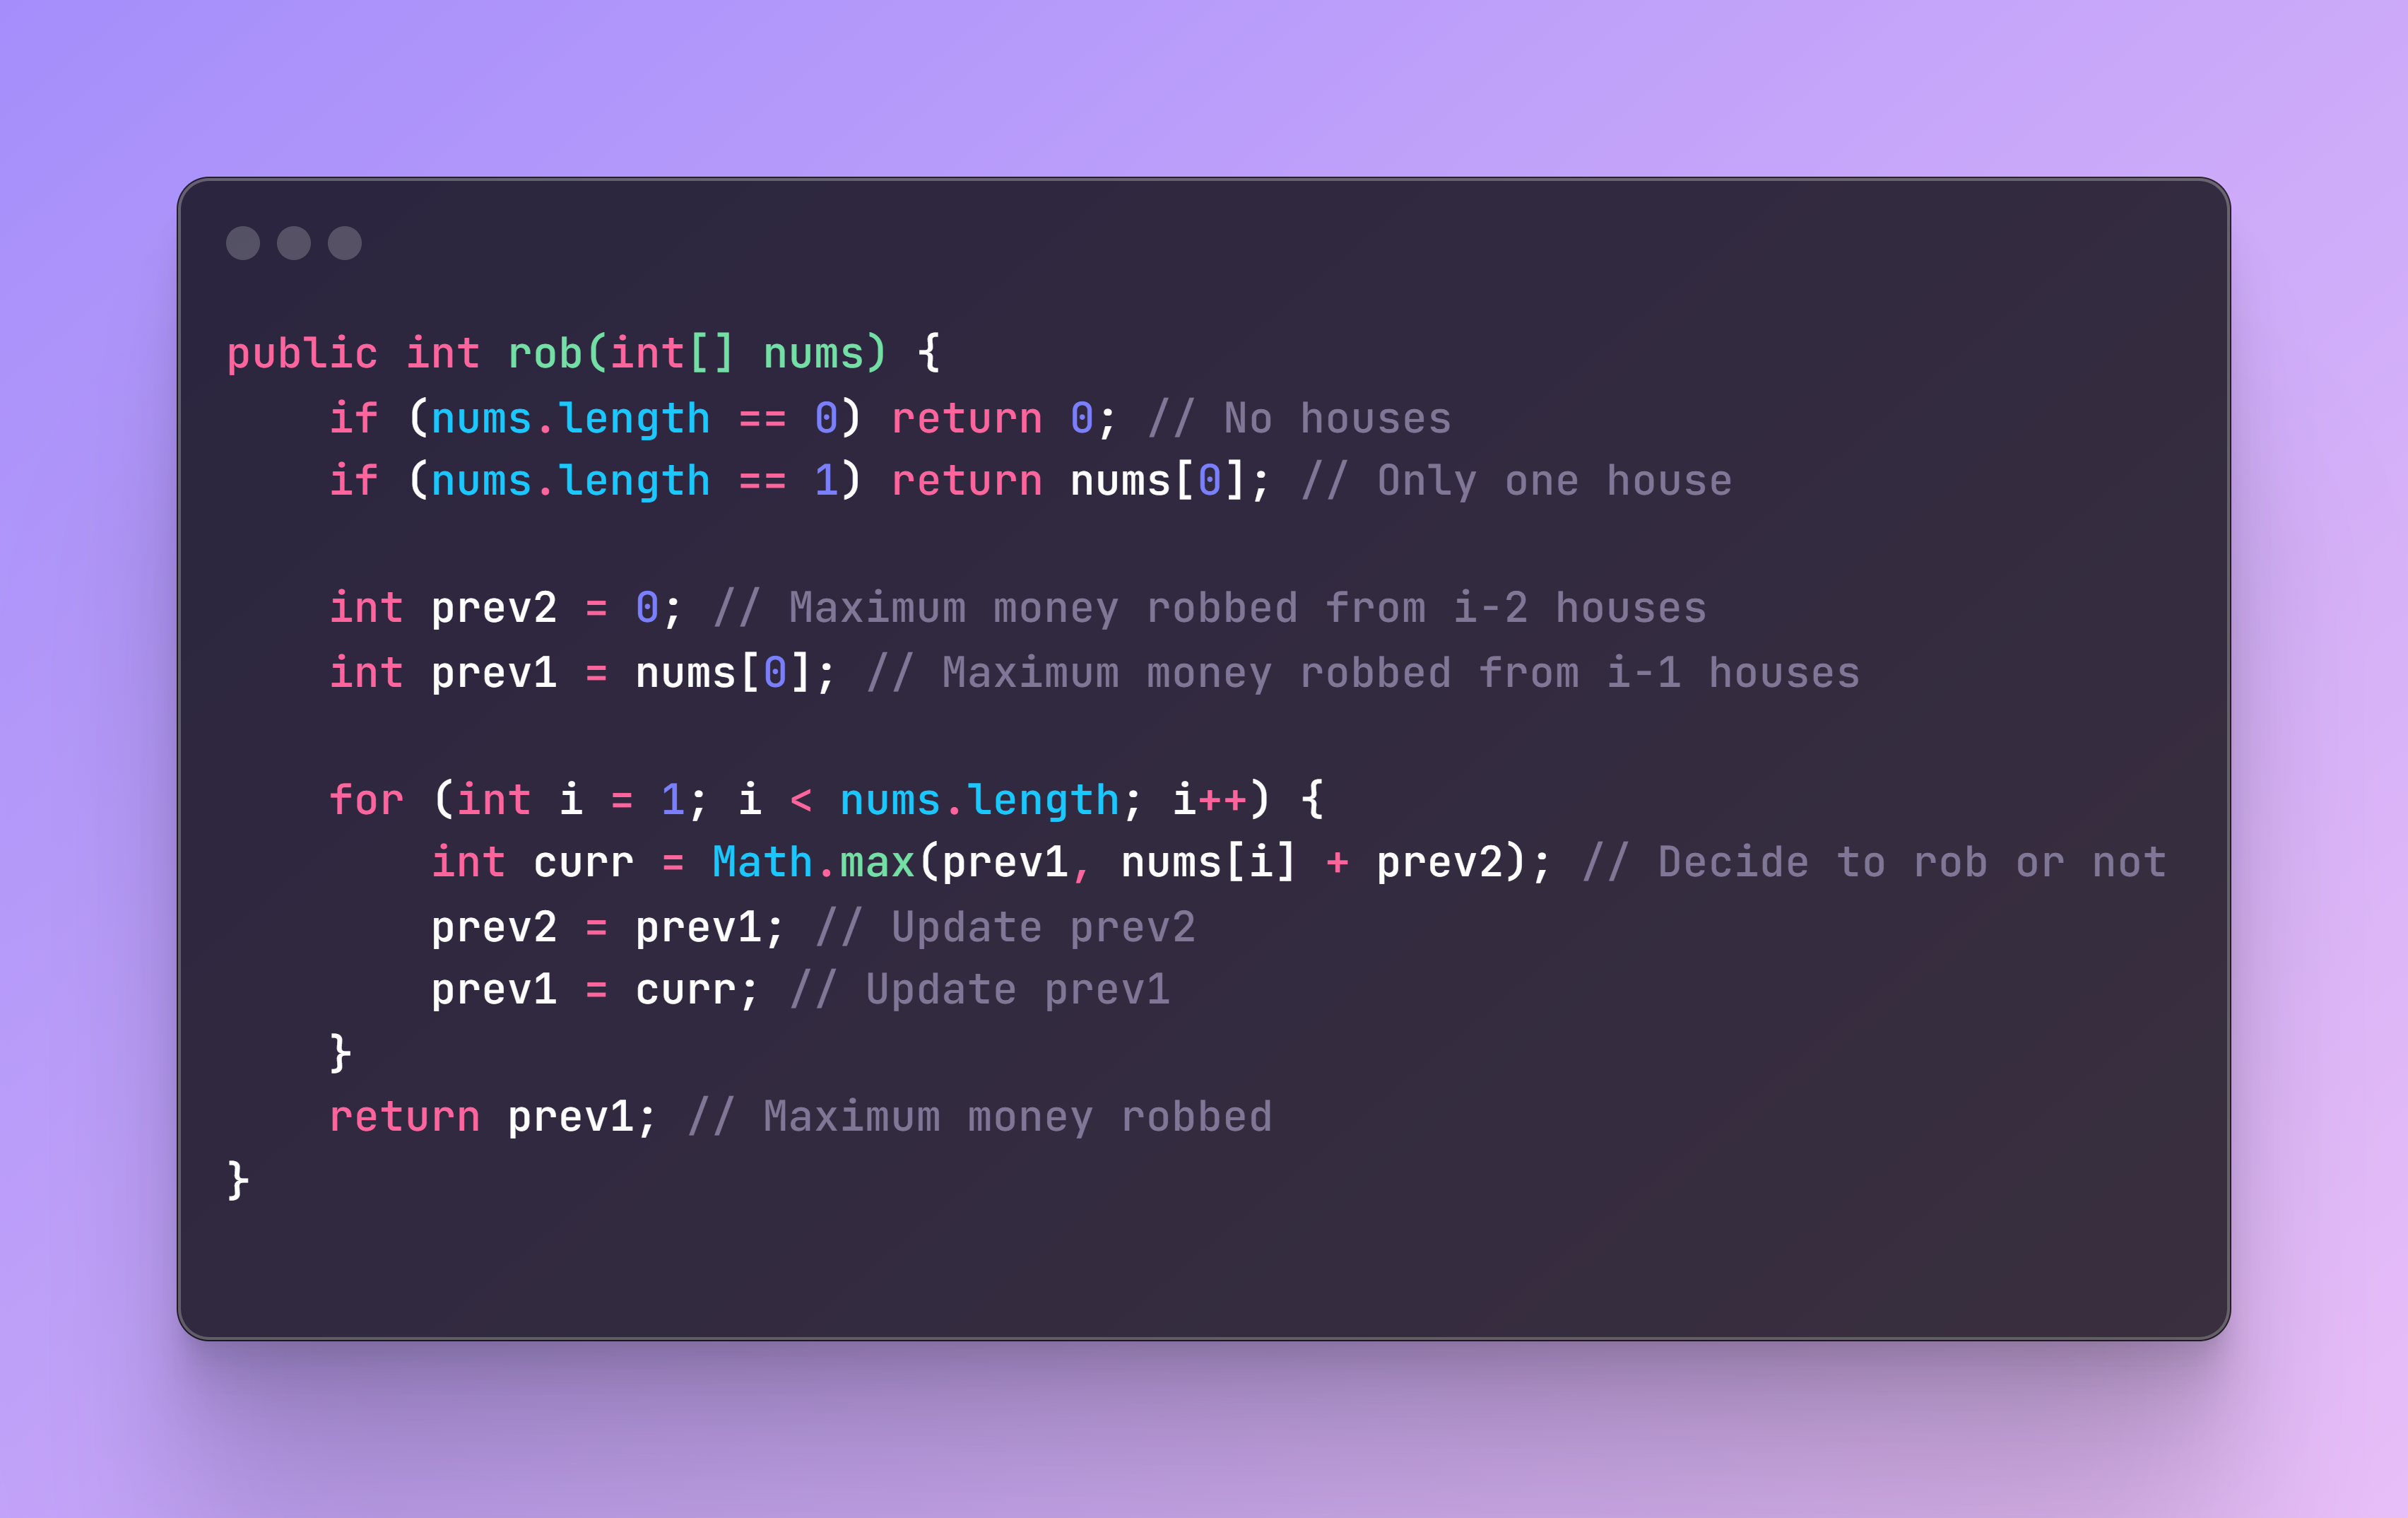 public int rob(int[] nums) {
    if (nums.length == 0) return 0; // No houses
    if (nums.length == 1) return nums[0]; // Only one house
    int prev2 = 0; // Maximum money robbed from i-2 houses
    int prev1 = nums[0]; // Maximum money robbed from i-1 houses
    for (int i = 1; i < nums.length; i++) {
        int curr = Math.max(prev1, nums[i] + prev2); // Decide to rob or not
        prev2 = prev1; // Update prev2
        prev1 = curr; // Update prev1
    }
    return prev1; // Maximum money robbed
}